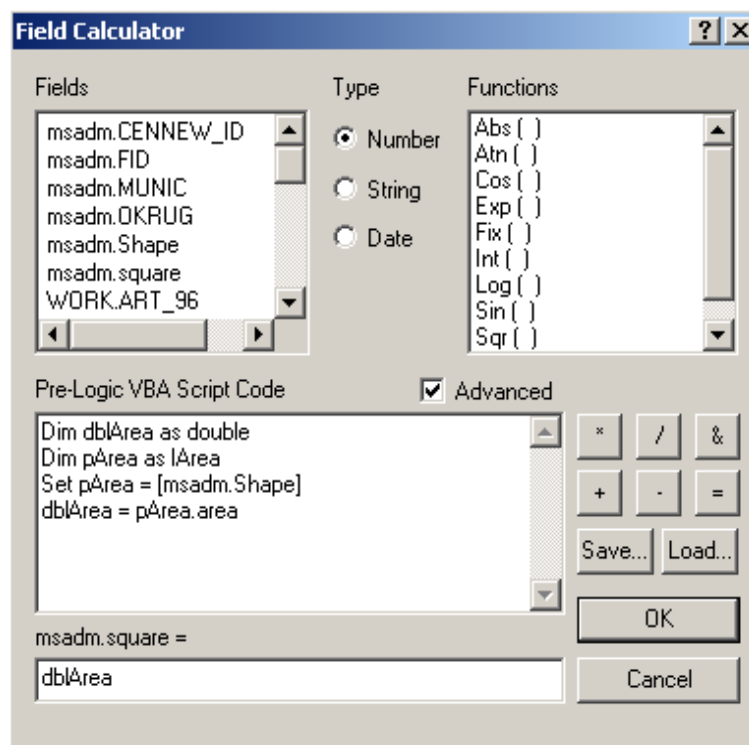 Field Calculator
Fields
Type
Functions
msadm.CENNEW_ID
msadm.FID
msadm.MUNIC
msadm.OKRUG
msadm.Shape
msadm.square
WORK.ART_96
Number
String
Date
Abs ( )
Atn ( )
Cos ( )
Exp ( )
Fix ( )
Int ( )
Log ( )
Sin ( )
Sqr ( )
Pre-Logic VBA Script Code
Advanced
Dim dblArea as double
Dim pArea as IArea
Set pArea = [msadm.Shape]
dblArea = pArea.area
* / &
+ - =
Save... Load...
OK
msadm.square =
dblArea
Cancel